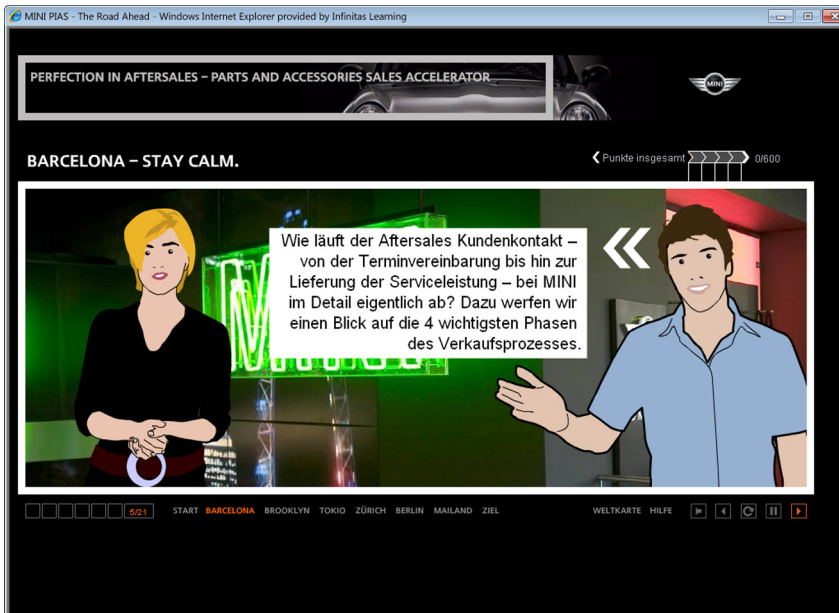 MINI PIAS - The Road Ahead - Windows Internet Explorer provided by Infinitas Learning
PERFECTION IN AFTERSALES – PARTS AND ACCESSORIES SALES ACCELERATOR
MINI
BARCELONA – STAY CALM.
Punkte insgesamt
0/600
Wie läuft der Aftersales Kundenkontakt –
von der Terminvereinbarung bis hin zur
Lieferung der Serviceleistung – bei MINI
im Detail eigentlich ab? Dazu werfen wir
einen Blick auf die 4 wichtigsten Phasen
des Verkaufsprozesses.
5/21
START BARCELONA BROOKLYN TOKIO ZÜRICH BERLIN MAILAND ZIEL
WELTKARTE HILFE